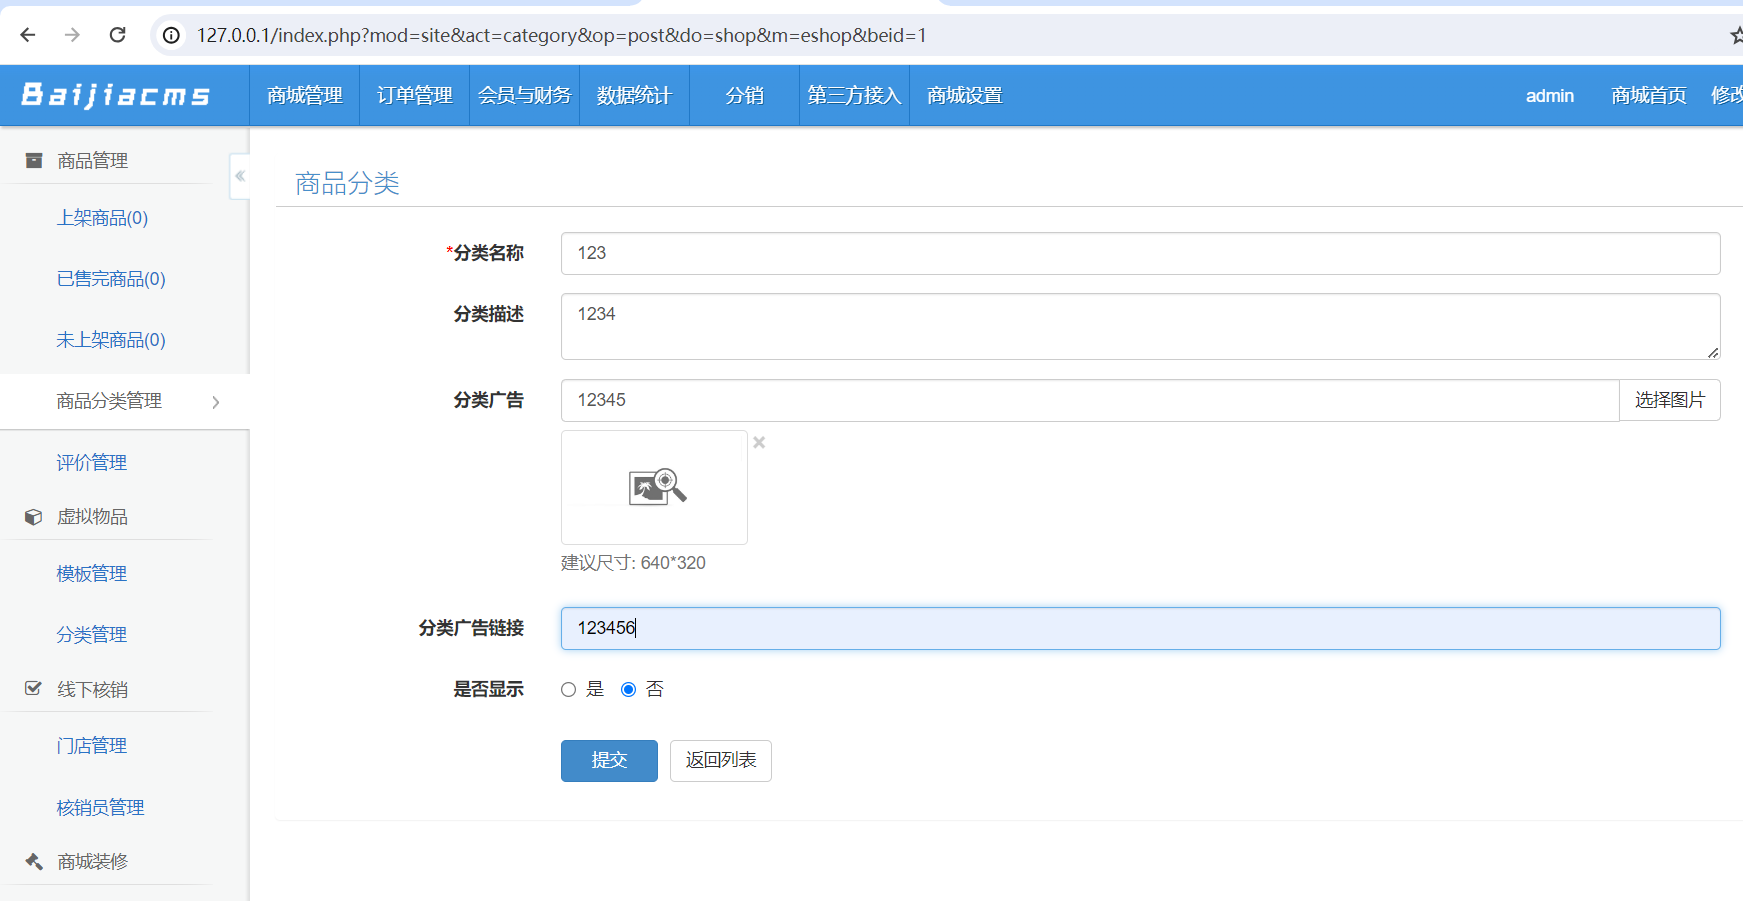 127.0.0.1/index.php?mod=site&act=category&op=post&do=shop&m=eshop&beid=1
Baijiacms 商城管理 订单管理 会员与财务 数据统计 分销 第三方接入 商城设置 admin 商城首页 修改
商品管理
上架商品(0)
已售完商品(0)
未上架商品(0)
商品分类管理
评价管理
虚拟物品
模板管理
分类管理
线下核销
门店管理
核销员管理
商城装修
商品分类
*分类名称 123
分类描述 1234
分类广告 12345 选择图片
建议尺寸: 640*320
分类广告链接 123456
是否显示 是 否
提交 返回列表